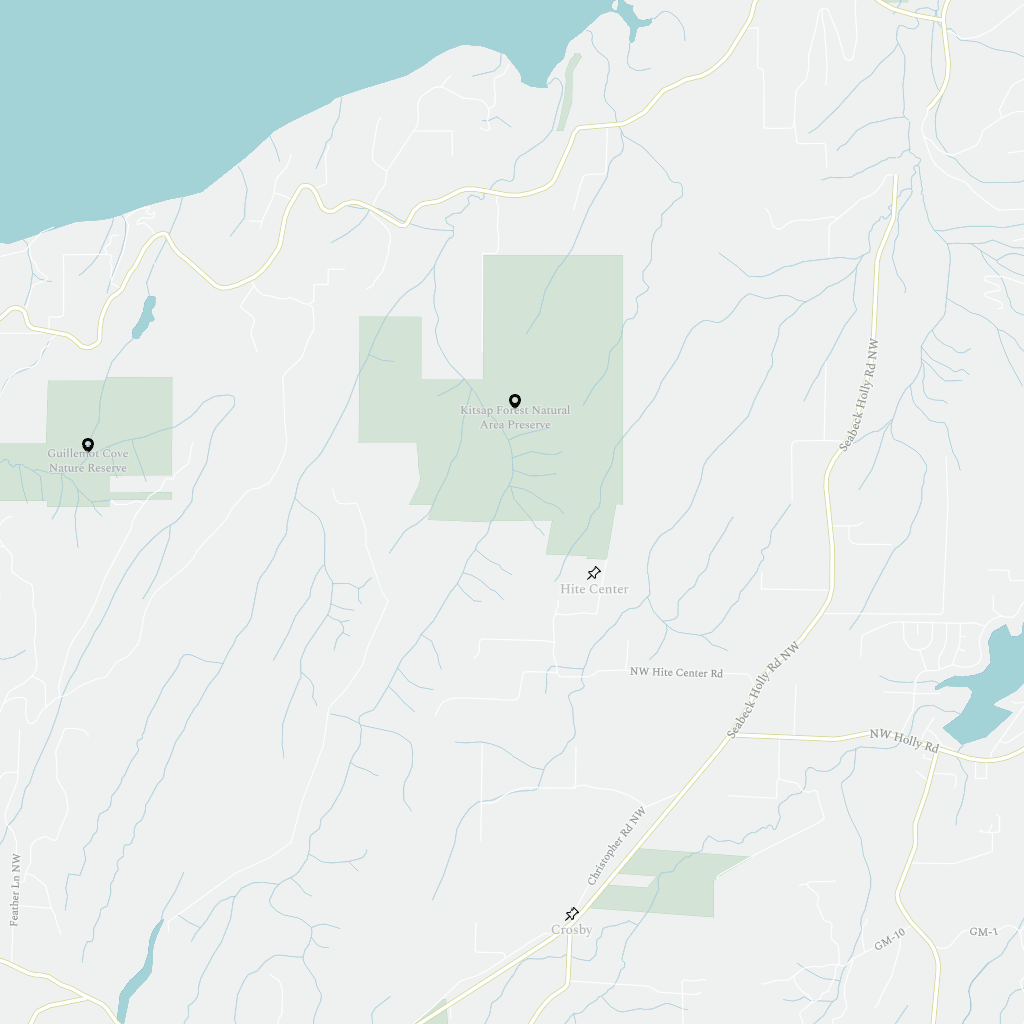 Seabeck Holly Rd NW
Kitsap Forest Natural
Area Preserve
Guillemot Cove
Nature Reserve
Hite Center
NW Hite Center Rd
Seabeck Holly Rd NW
NW Holly Rd
Christopher Rd NW
Feather Ln NW
Crosby
GM-10
GM-1